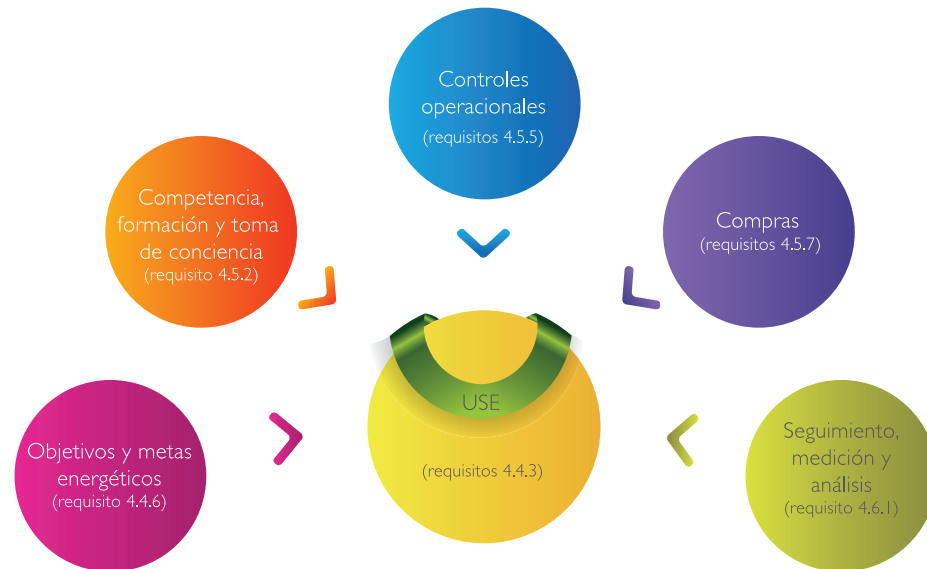 Controles
operacionales
(requisitos 4.5.5)
Competencia,
formación y toma
de conciencia
(requisito 4.5.2)
Compras
(requisitos 4.5.7)
USE
(requisitos 4.4.3)
Objetivos y metas
energéticos
(requisito 4.4.6)
Seguimiento,
medición y
análisis
(requisito 4.6.1)